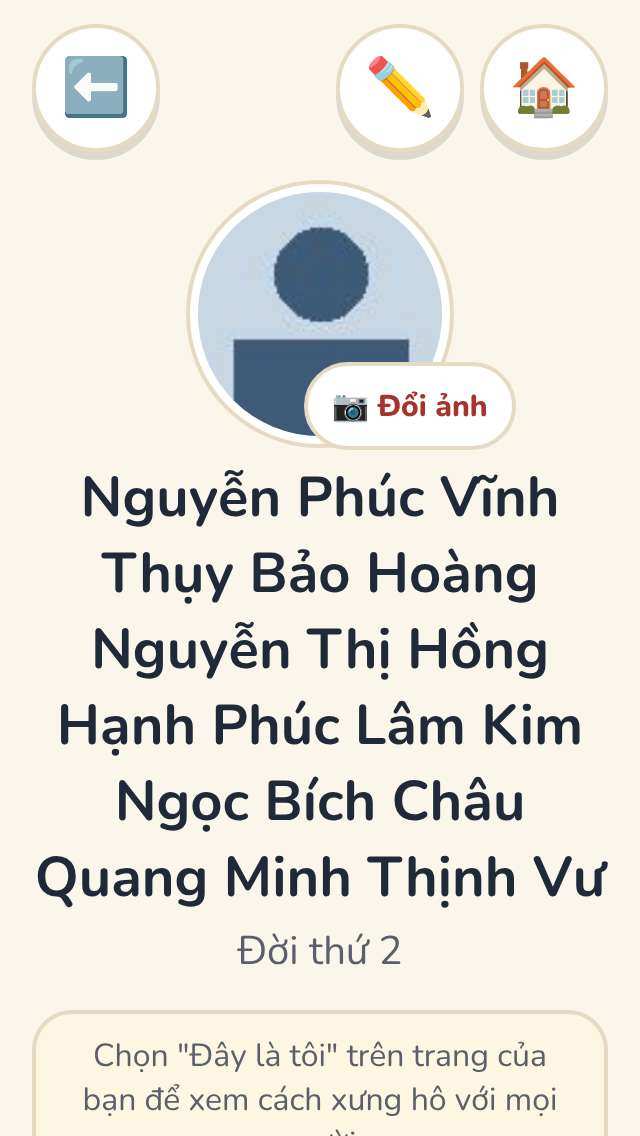 Đổi ảnh
Nguyễn Phúc Vĩnh
Thụy Bảo Hoàng
Nguyễn Thị Hồng
Hạnh Phúc Lâm Kim
Ngọc Bích Châu
Quang Minh Thịnh Vư
Đời thứ 2
Chọn "Đây là tôi" trên trang của
bạn để xem cách xưng hô với mọi